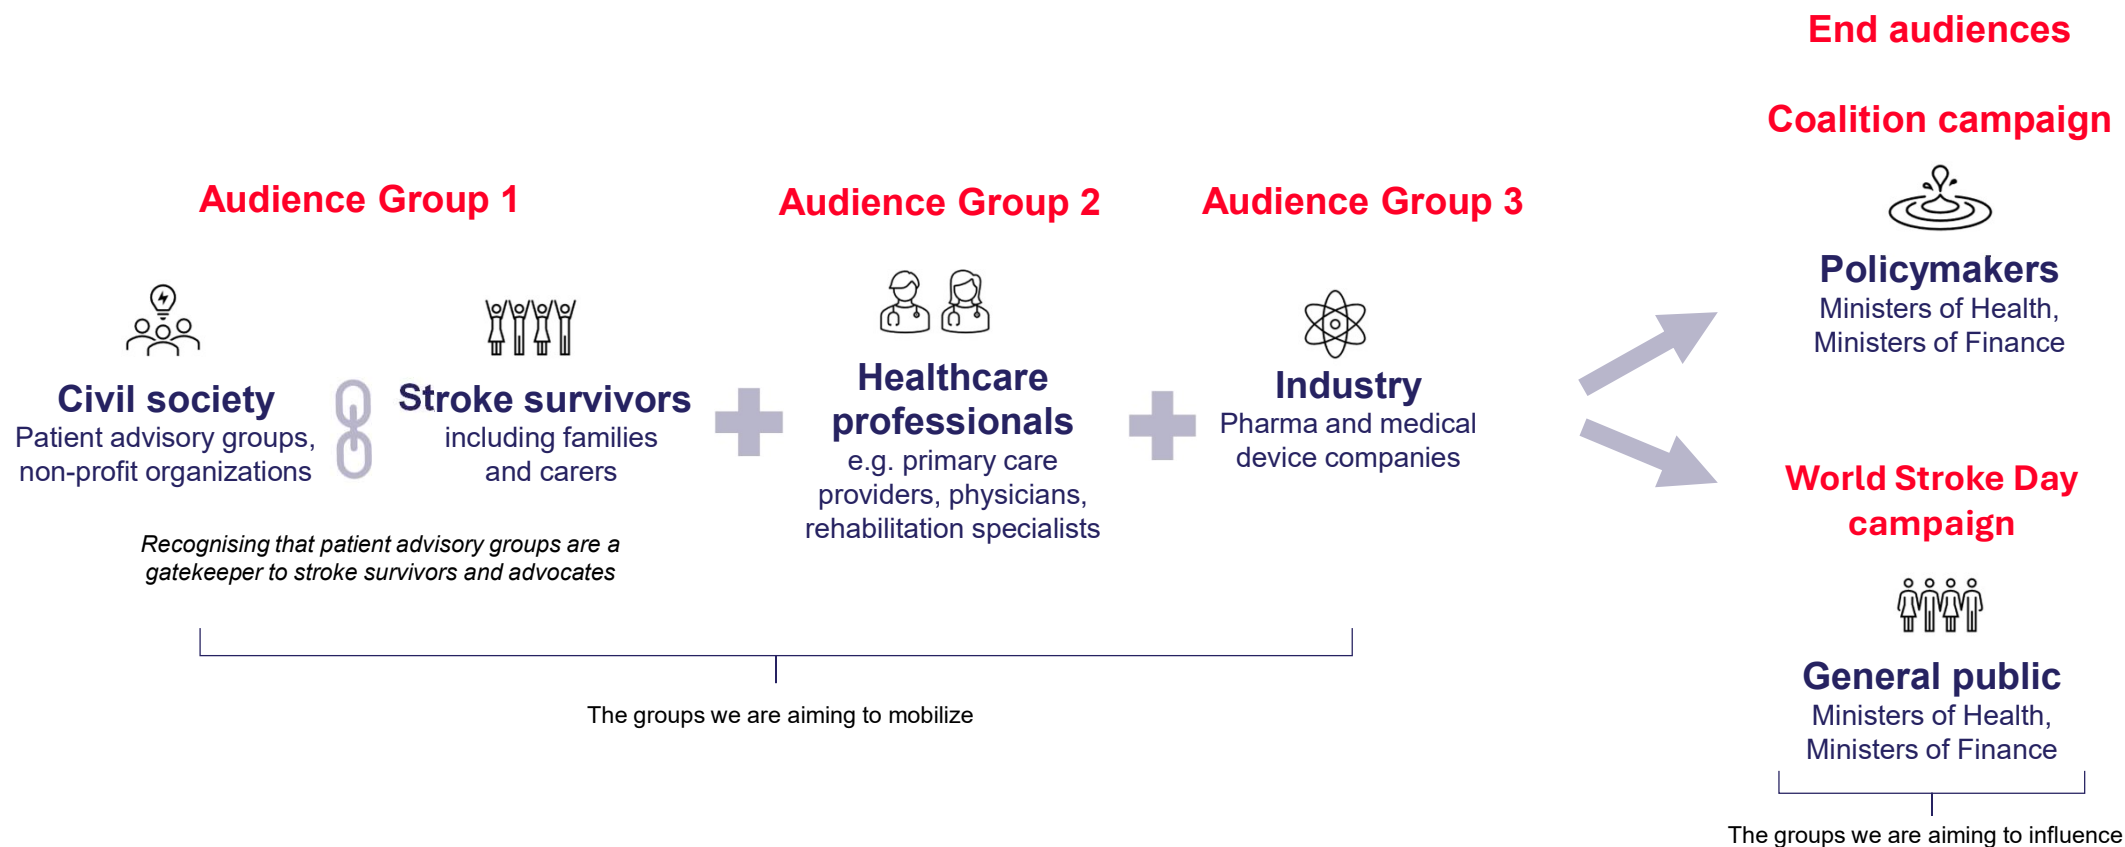 End audiences
Coalition campaign
Audience Group 1
Audience Group 2
Audience Group 3
Civil society
Patient advisory groups,
non-profit organizations
Stroke survivors
including families
and carers
Recognising that patient advisory groups are a
gatekeeper to stroke survivors and advocates
Healthcare
professionals
e.g. primary care
providers, physicians,
rehabilitation specialists
Industry
Pharma and medical
device companies
The groups we are aiming to mobilize
Policymakers
Ministers of Health,
Ministers of Finance
World Stroke Day
campaign
General public
Ministers of Health,
Ministers of Finance
The groups we are aiming to influence